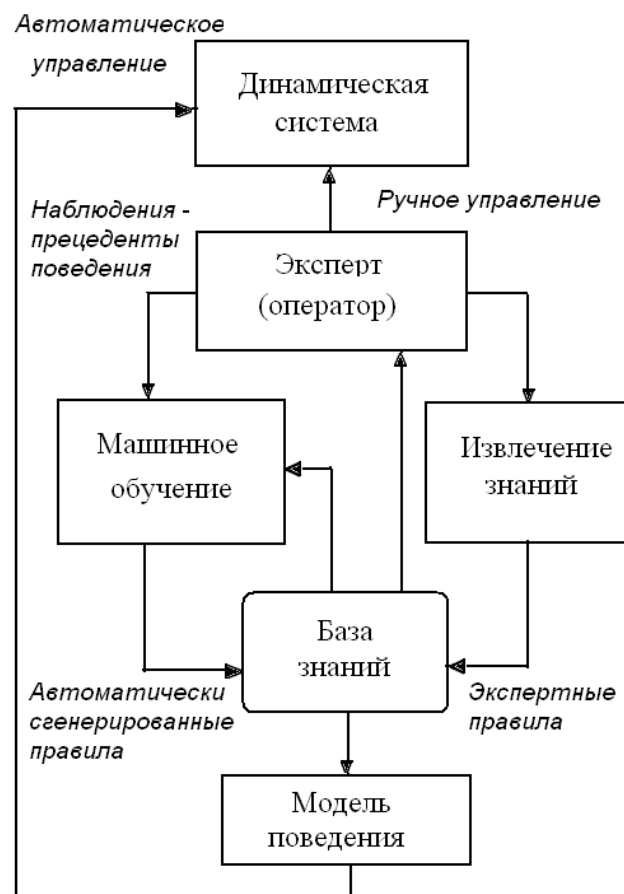 Автоматическое
управление
Динамическая
система
Наблюдения -
прецеденты
поведения
Ручное управление
Эксперт
(оператор)
Машинное
обучение
Извлечение
знаний
База
знаний
Автоматически
сгенерированные
правила
Экспертные
правила
Модель
поведения